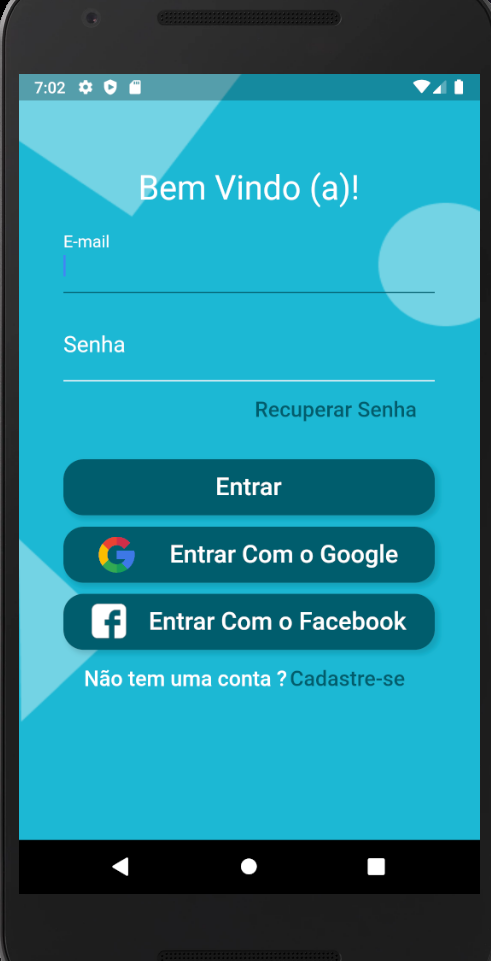 7:02
Bem Vindo (a)!
E-mail
Senha
Recuperar Senha
Entrar
Entrar Com o Google
Entrar Com o Facebook
Não tem uma conta ?Cadastre-se